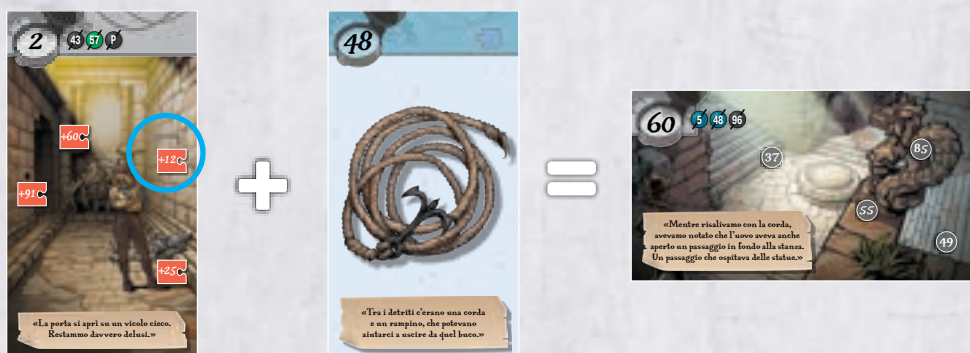 2 43 57 P
+60
+12
+91
+25
«La porta si aprì su un vicolo cieco.
Restammo davvero delusi.»
+
48
«Tra i detriti c'erano una corda
e un rampino, che potevano
aiutarci a uscire da quel buco.»
=
60 5 48 96
37
85
55
49
«Mentre risalivamo con la corda,
avevamo notato che l'uovo aveva anche
aperto un passaggio in fondo alla stanza.
Un passaggio che ospitava delle statue.»